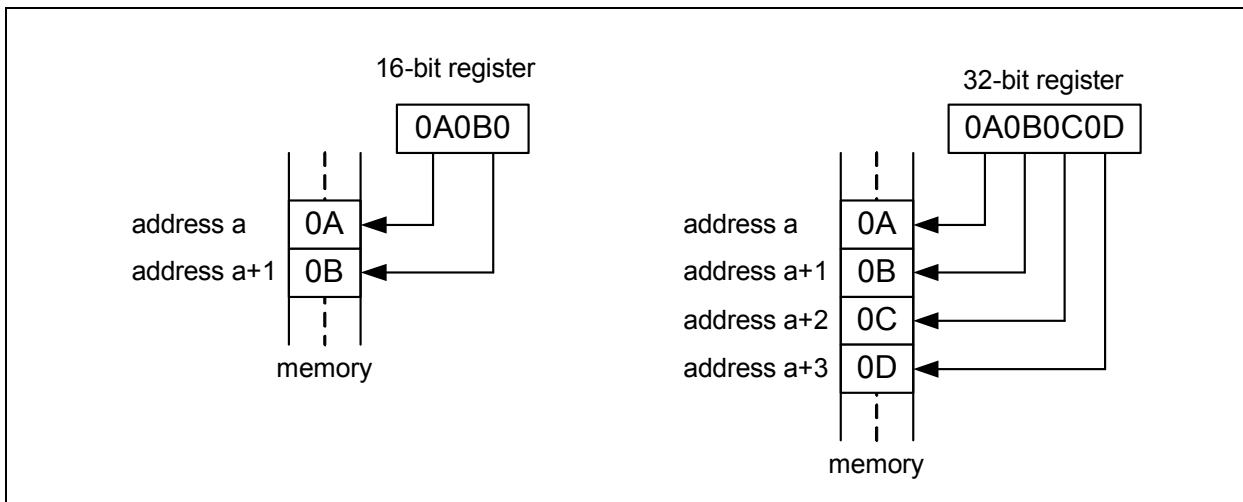 16-bit register
0A0B0
address a
0A
address a+1
0B
memory
32-bit register
0A0B0C0D
address a
0A
address a+1
0B
address a+2
0C
address a+3
0D
memory